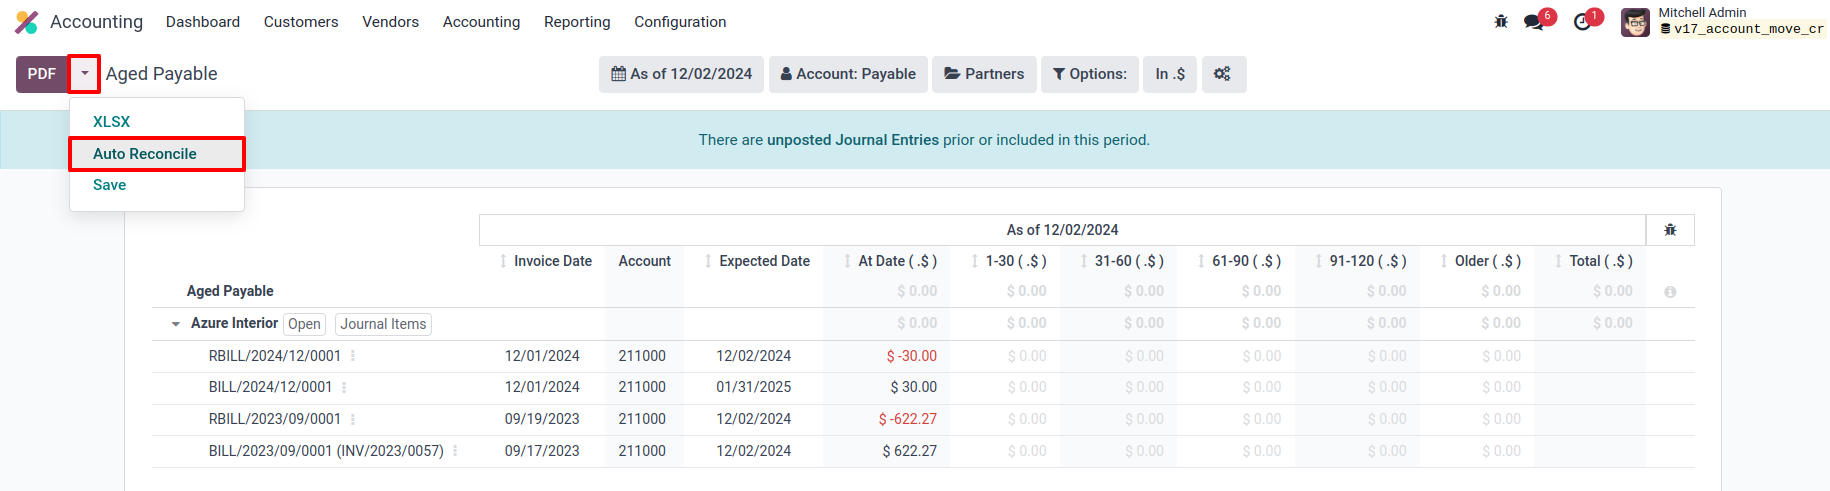 Accounting Dashboard Customers Vendors Accounting Reporting Configuration 6 1 Mitchell Admin
v17_account_move_cr
PDF Aged Payable As of 12/02/2024 Account: Payable Partners Options: In .$
XLSX
Auto Reconcile
Save
There are unposted Journal Entries prior or included in this period.
As of 12/02/2024
Invoice Date Account Expected Date At Date ( .$ ) 1-30 ( .$ ) 31-60 ( .$ ) 61-90 ( .$ ) 91-120 ( .$ ) Older ( .$ ) Total ( .$ )
Aged Payable $ 0.00 $ 0.00 $ 0.00 $ 0.00 $ 0.00 $ 0.00 $ 0.00
Azure Interior Open Journal Items $ 0.00 $ 0.00 $ 0.00 $ 0.00 $ 0.00 $ 0.00 $ 0.00
RBILL/2024/12/0001 12/01/2024 211000 12/02/2024 $ -30.00 $ 0.00 $ 0.00 $ 0.00 $ 0.00 $ 0.00
BILL/2024/12/0001 12/01/2024 211000 01/31/2025 $ 30.00 $ 0.00 $ 0.00 $ 0.00 $ 0.00 $ 0.00
RBILL/2023/09/0001 09/19/2023 211000 12/02/2024 $ -622.27 $ 0.00 $ 0.00 $ 0.00 $ 0.00 $ 0.00
BILL/2023/09/0001 (INV/2023/0057) 09/17/2023 211000 12/02/2024 $ 622.27 $ 0.00 $ 0.00 $ 0.00 $ 0.00 $ 0.00